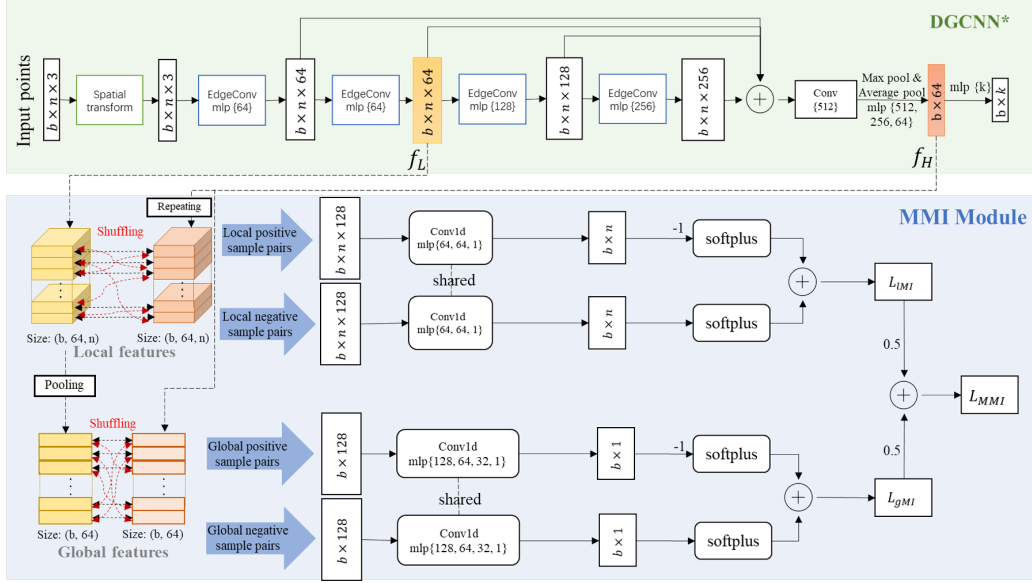 DGCNN*
Input points
b × n × 3
Spatial
transform
b × n × 3
EdgeConv
mlp {64}
b × n × 64
EdgeConv
mlp {64}
b × n × 64
EdgeConv
mlp {128}
b × n × 128
EdgeConv
mlp {256}
b × n × 256
+
Conv
{512}
Max pool &
Average pool
mlp {512,
256, 64}
b × 64
mlp {k}
b × k
f_L
f_H
MMI Module
Repeating
Shuffling
Size: (b, 64, n)
Size: (b, 64, n)
Local features
Pooling
Shuffling
Size: (b, 64)
Size: (b, 64)
Global features
Local positive
sample pairs
b × n × 128
Conv1d
mlp{64, 64, 1}
b × n
-1
softplus
shared
Local negative
sample pairs
b × n × 128
Conv1d
mlp{64, 64, 1}
b × n
softplus
+
L_lMI
0.5
+
L_MMI
0.5
Global positive
sample pairs
b × 128
Conv1d
mlp{128, 64, 32, 1}
b × 1
-1
softplus
shared
Global negative
sample pairs
b × 128
Conv1d
mlp{128, 64, 32, 1}
b × 1
softplus
+
L_gMI